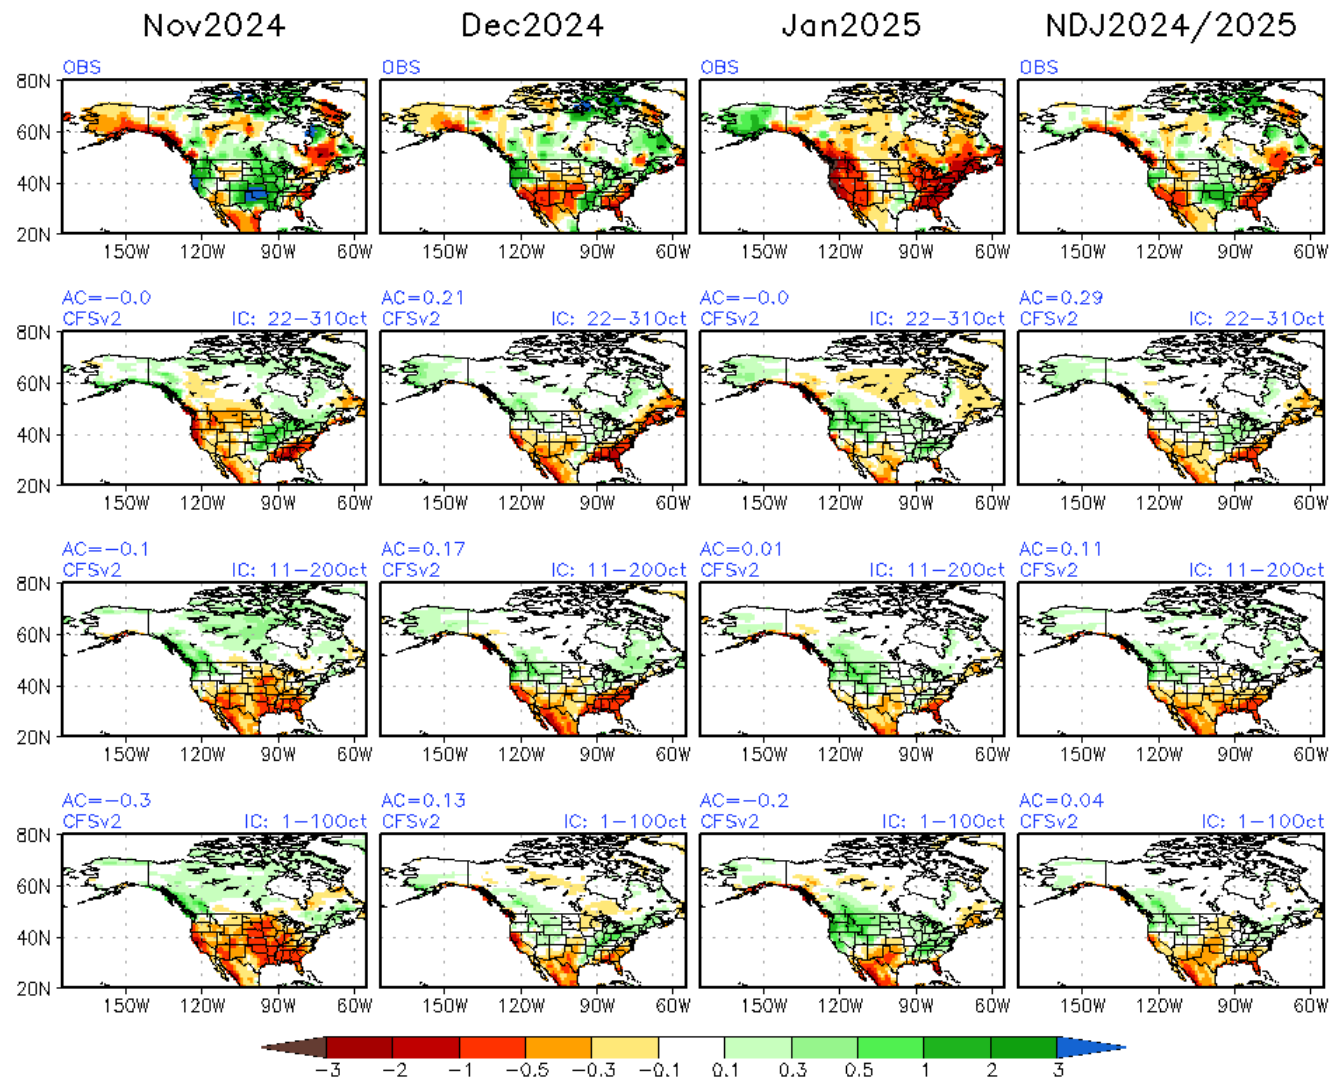 Nov2024 Dec2024 Jan2025 NDJ2024/2025
OBS OBS OBS OBS
80N
60N
40N
20N
150W 120W 90W 60W 150W 120W 90W 60W 150W 120W 90W 60W 150W 120W 90W 60W
AC=-0.0 AC=0.21 AC=-0.0 AC=0.29
CFSv2 IC: 22-31Oct CFSv2 IC: 22-31Oct CFSv2 IC: 22-31Oct CFSv2 IC: 22-31Oct
80N
60N
40N
20N
150W 120W 90W 60W 150W 120W 90W 60W 150W 120W 90W 60W 150W 120W 90W 60W
AC=-0.1 AC=0.17 AC=0.01 AC=0.11
CFSv2 IC: 11-20Oct CFSv2 IC: 11-20Oct CFSv2 IC: 11-20Oct CFSv2 IC: 11-20Oct
80N
60N
40N
20N
150W 120W 90W 60W 150W 120W 90W 60W 150W 120W 90W 60W 150W 120W 90W 60W
AC=-0.3 AC=0.13 AC=-0.2 AC=0.04
CFSv2 IC: 1-10Oct CFSv2 IC: 1-10Oct CFSv2 IC: 1-10Oct CFSv2 IC: 1-10Oct
80N
60N
40N
20N
150W 120W 90W 60W 150W 120W 90W 60W 150W 120W 90W 60W 150W 120W 90W 60W
-3 -2 -1 -0.5 -0.3 -0.1 0.1 0.3 0.5 1 2 3